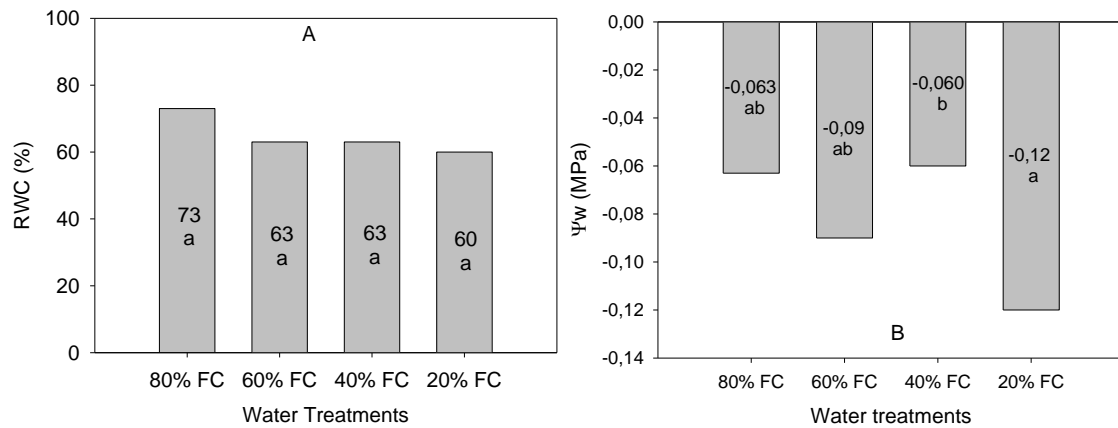 A
RWC (%)
100
80
60
40
20
0
73
a
63
a
63
a
60
a
80% FC 60% FC 40% FC 20% FC
Water Treatments
B
Ψw (MPa)
0,00
-0,02
-0,04
-0,06
-0,08
-0,10
-0,12
-0,14
-0,063
ab
-0,09
ab
-0,060
b
-0,12
a
80% FC 60% FC 40% FC 20% FC
Water treatments